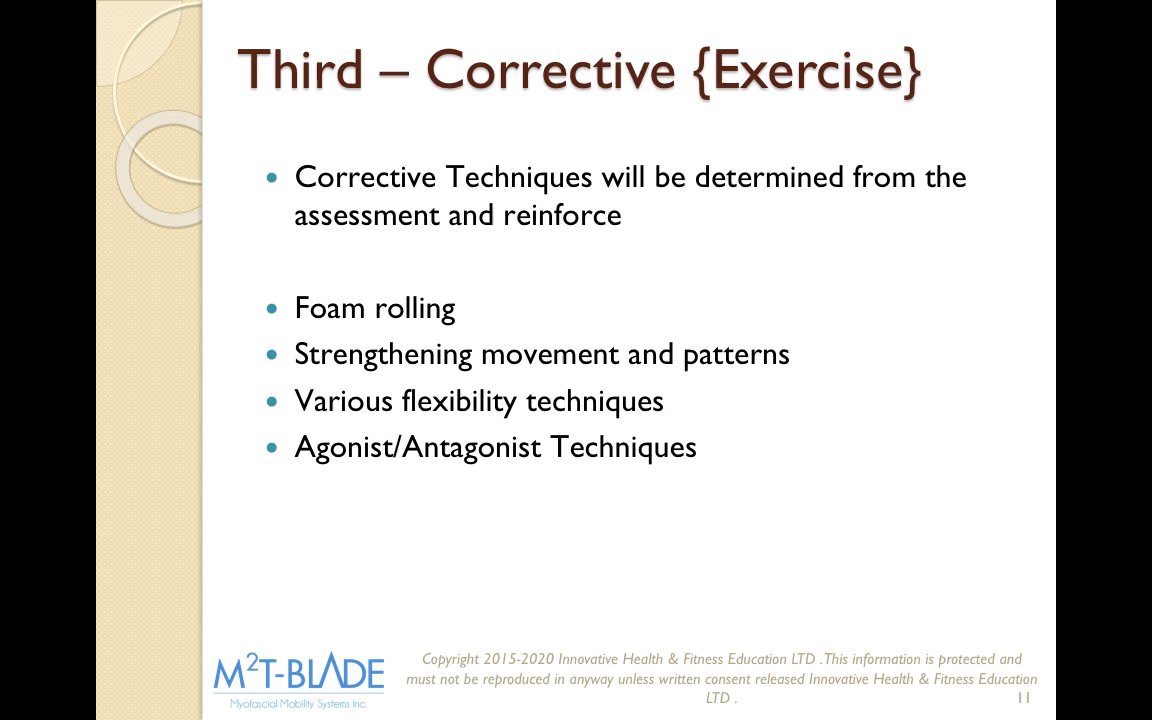 Third – Corrective {Exercise}
• Corrective Techniques will be determined from the
assessment and reinforce
• Foam rolling
• Strengthening movement and patterns
• Various flexibility techniques
• Agonist/Antagonist Techniques
M²T-BLADE
Myofascial Mobility Systems Inc.
Copyright 2015-2020 Innovative Health & Fitness Education LTD .This information is protected and
must not be reproduced in anyway unless written consent released Innovative Health & Fitness Education
LTD .
11